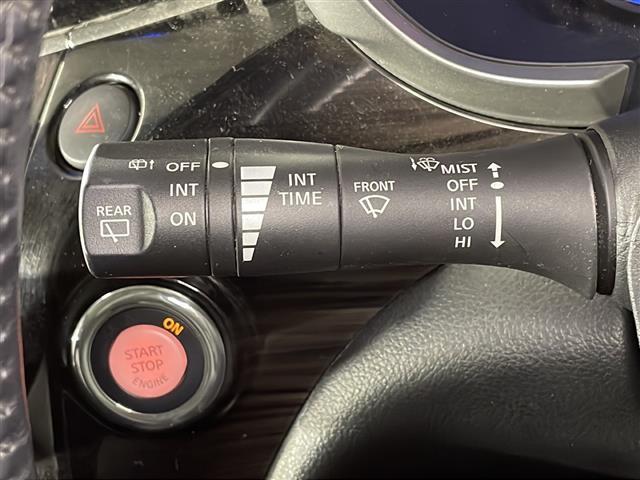 OFF
INT
ON
REAR
INT
TIME
FRONT
MIST
OFF
INT
LO
HI
ON
START
STOP
ENGINE